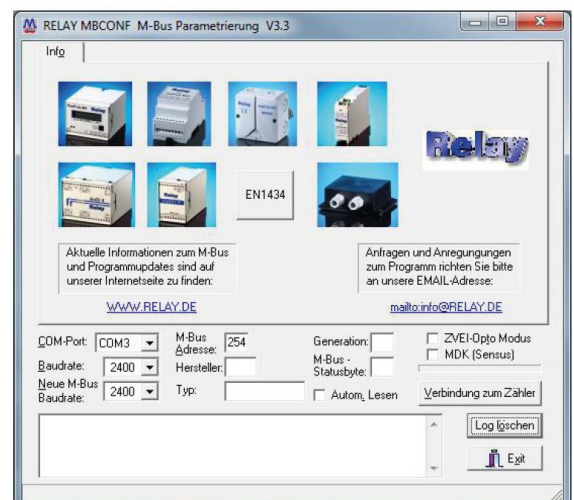 RELAY MBCONF M-Bus Parametrierung V3.3
Info
Relay
EN1434
Aktuelle Informationen zum M-Bus
und Programmupdates sind auf
unserer Internetseite zu finden:
WWW.RELAY.DE
Anfragen und Anregungungen
zum Programm richten Sie bitte
an unsere EMAIL-Adresse:
mailto:info@RELAY.DE
COM-Port: COM3
M-Bus Adresse: 254
Generation:
ZVEI-Opto Modus
MDK (Sensus)
Baudrate: 2400
Hersteller:
M-Bus - Statusbyte:
Neue M-Bus Baudrate: 2400
Typ:
Autom. Lesen
Verbindung zum Zähler
Log löschen
Exit